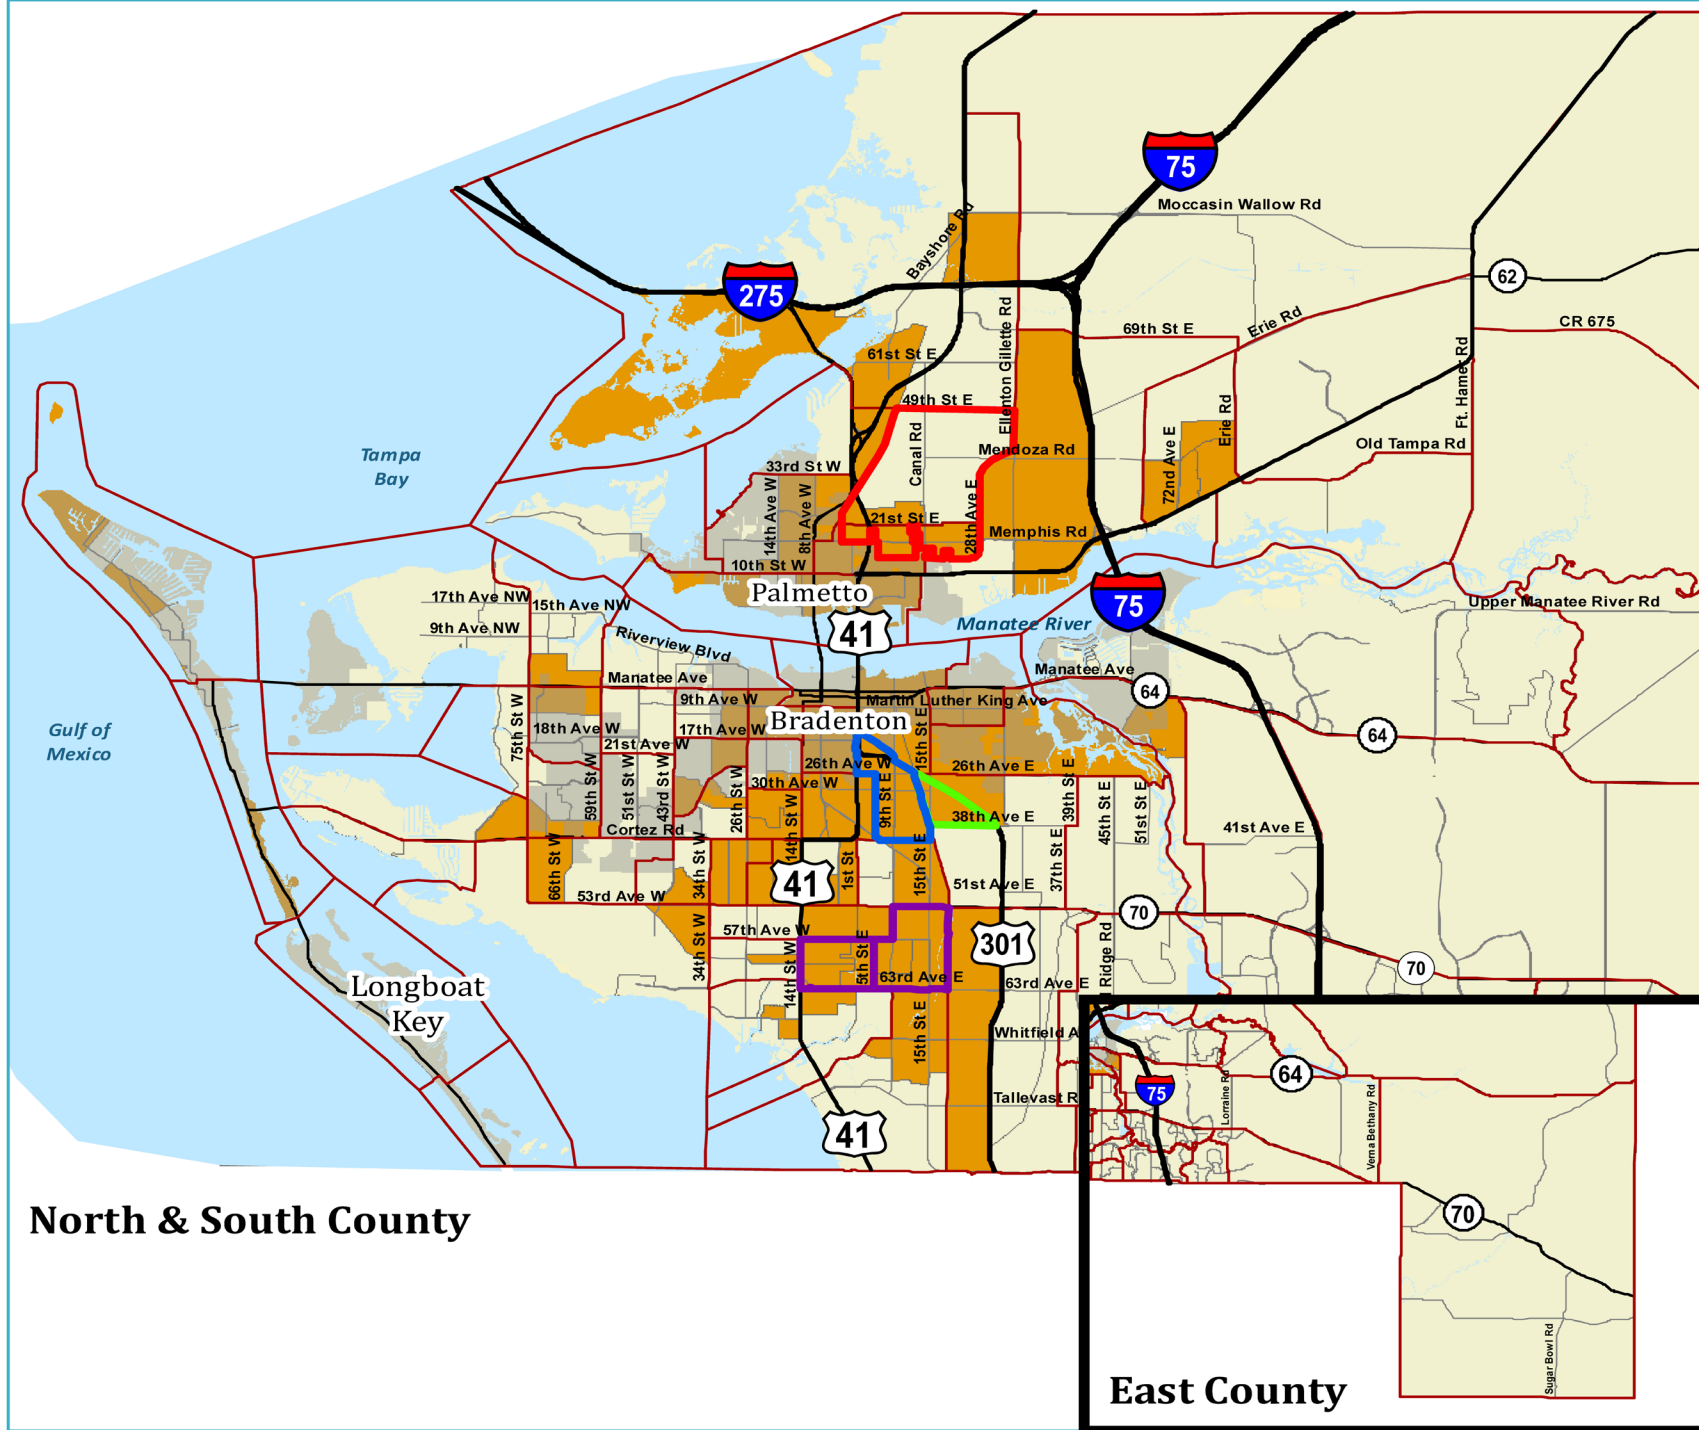 75
Moccasin Wallow Rd
Bayshore Rd
62
275
Ellenton Gillette Rd
69th St E
Erie Rd
CR 675
61st St E
Ft. Hamer Rd
49th St E
Erie Rd
Canal Rd
Mendoza Rd
Old Tampa Rd
Tampa
Bay
33rd St W
72nd Ave E
14th Ave W
8th Ave W
28th Ave E
21st St E
Memphis Rd
10th St W
Palmetto
75
17th Ave NW
15th Ave NW
Upper Manatee River Rd
9th Ave NW
41
Manatee River
Riverview Blvd
Manatee Ave
Manatee Ave
64
9th Ave W
Martin Luther King Ave
Gulf of
Mexico
75th St W
18th Ave W
17th Ave W
Bradenton
15th St E
64
21st Ave W
26th Ave W
26th Ave E
59th St W
51st St W
43rd St W
26th St W
30th Ave W
14th St W
9th St E
39th St E
45th St E
51st St E
Cortez Rd
38th Ave E
41st Ave E
66th St W
34th St W
41
1st St
15th St E
51st Ave E
37th St E
53rd Ave W
70
57th Ave W
34th St W
14th St W
5th St E
63rd Ave E
301
63rd Ave E
Ridge Rd
70
Longboat
Key
15th St E
Whitfield A
Tallevast R
41
64
75
Lorraine Rd
Verna Bethany Rd
70
Sugar Bowl Rd
North & South County
East County